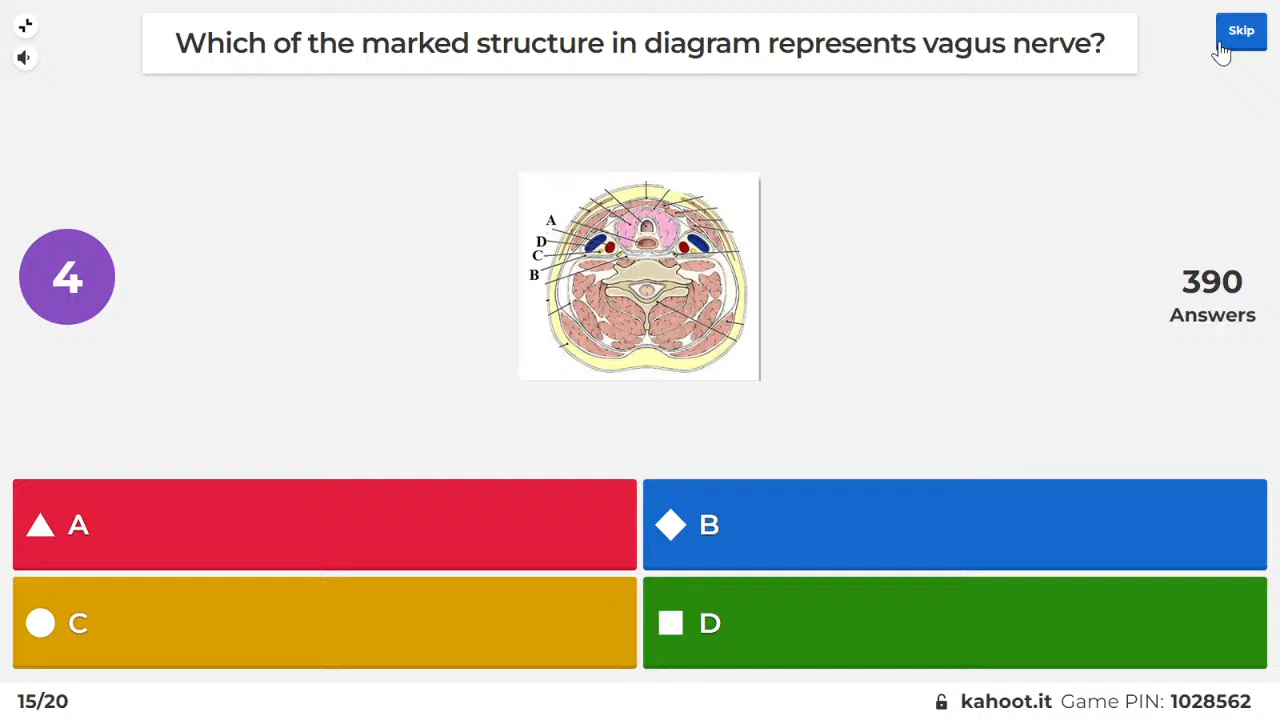 Which of the marked structure in diagram represents vagus nerve?
Skip
4
A
D
C
B
390
Answers
A
B
C
D
15/20
kahoot.it Game PIN: 1028562